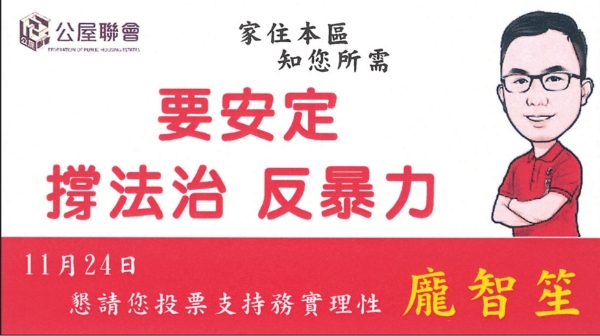 公屋聯會
FEDERATION OF PUBLIC HOUSING ESTATES
家住本區
知您所需
要安定
撐法治 反暴力
11月24日
懇請您投票支持務實理性 龐智笙